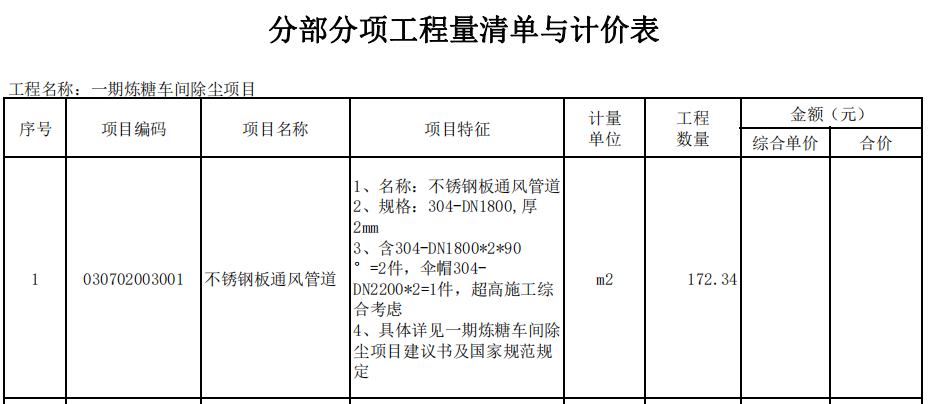 分部分项工程量清单与计价表
工程名称：一期炼糖车间除尘项目
序号
项目编码
项目名称
项目特征
计量
单位
工程
数量
金额（元）
综合单价
合价
1
030702003001
不锈钢板通风管道
1、名称：不锈钢板通风管道
2、规格：304-DN1800,厚
2mm
3、含304-DN1800*2*90
°=2件，伞帽304-
DN2200*2=1件，超高施工综
合考虑
4、具体详见一期炼糖车间除
尘项目建议书及国家规范规
定
m2
172.34